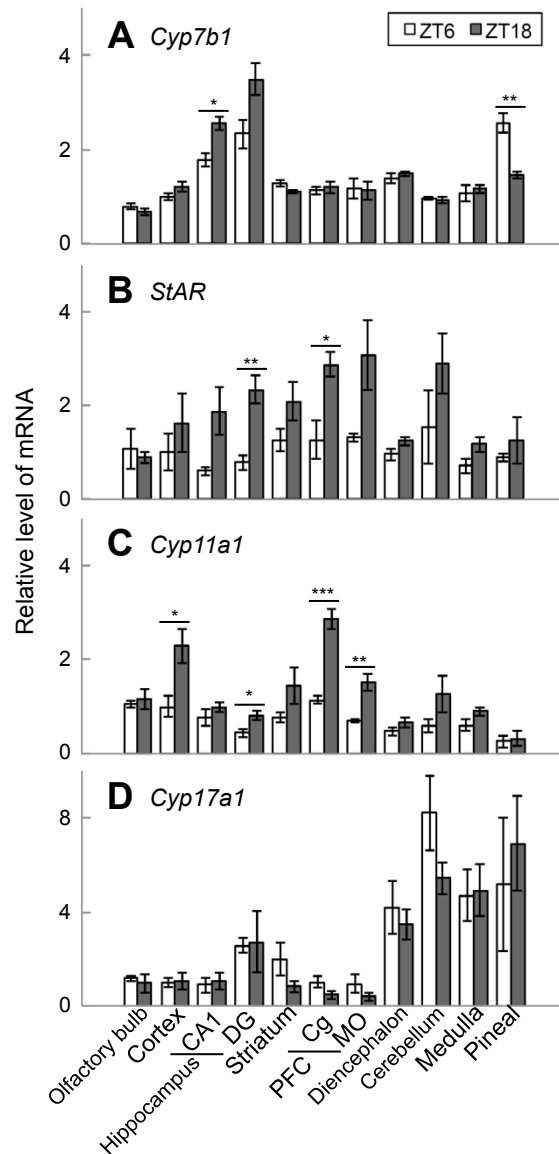 A Cyp7b1
ZT6 ZT18
4
2
0
*
**
B StAR
4
2
0
**
*
C Cyp11a1
4
2
0
*
*
***
**
D Cyp17a1
8
4
0
Relative level of mRNA
Olfactory bulb
Cortex
CA1
DG
Hippocampus
Striatum
Cg
MO
PFC
Diencephalon
Cerebellum
Medulla
Pineal